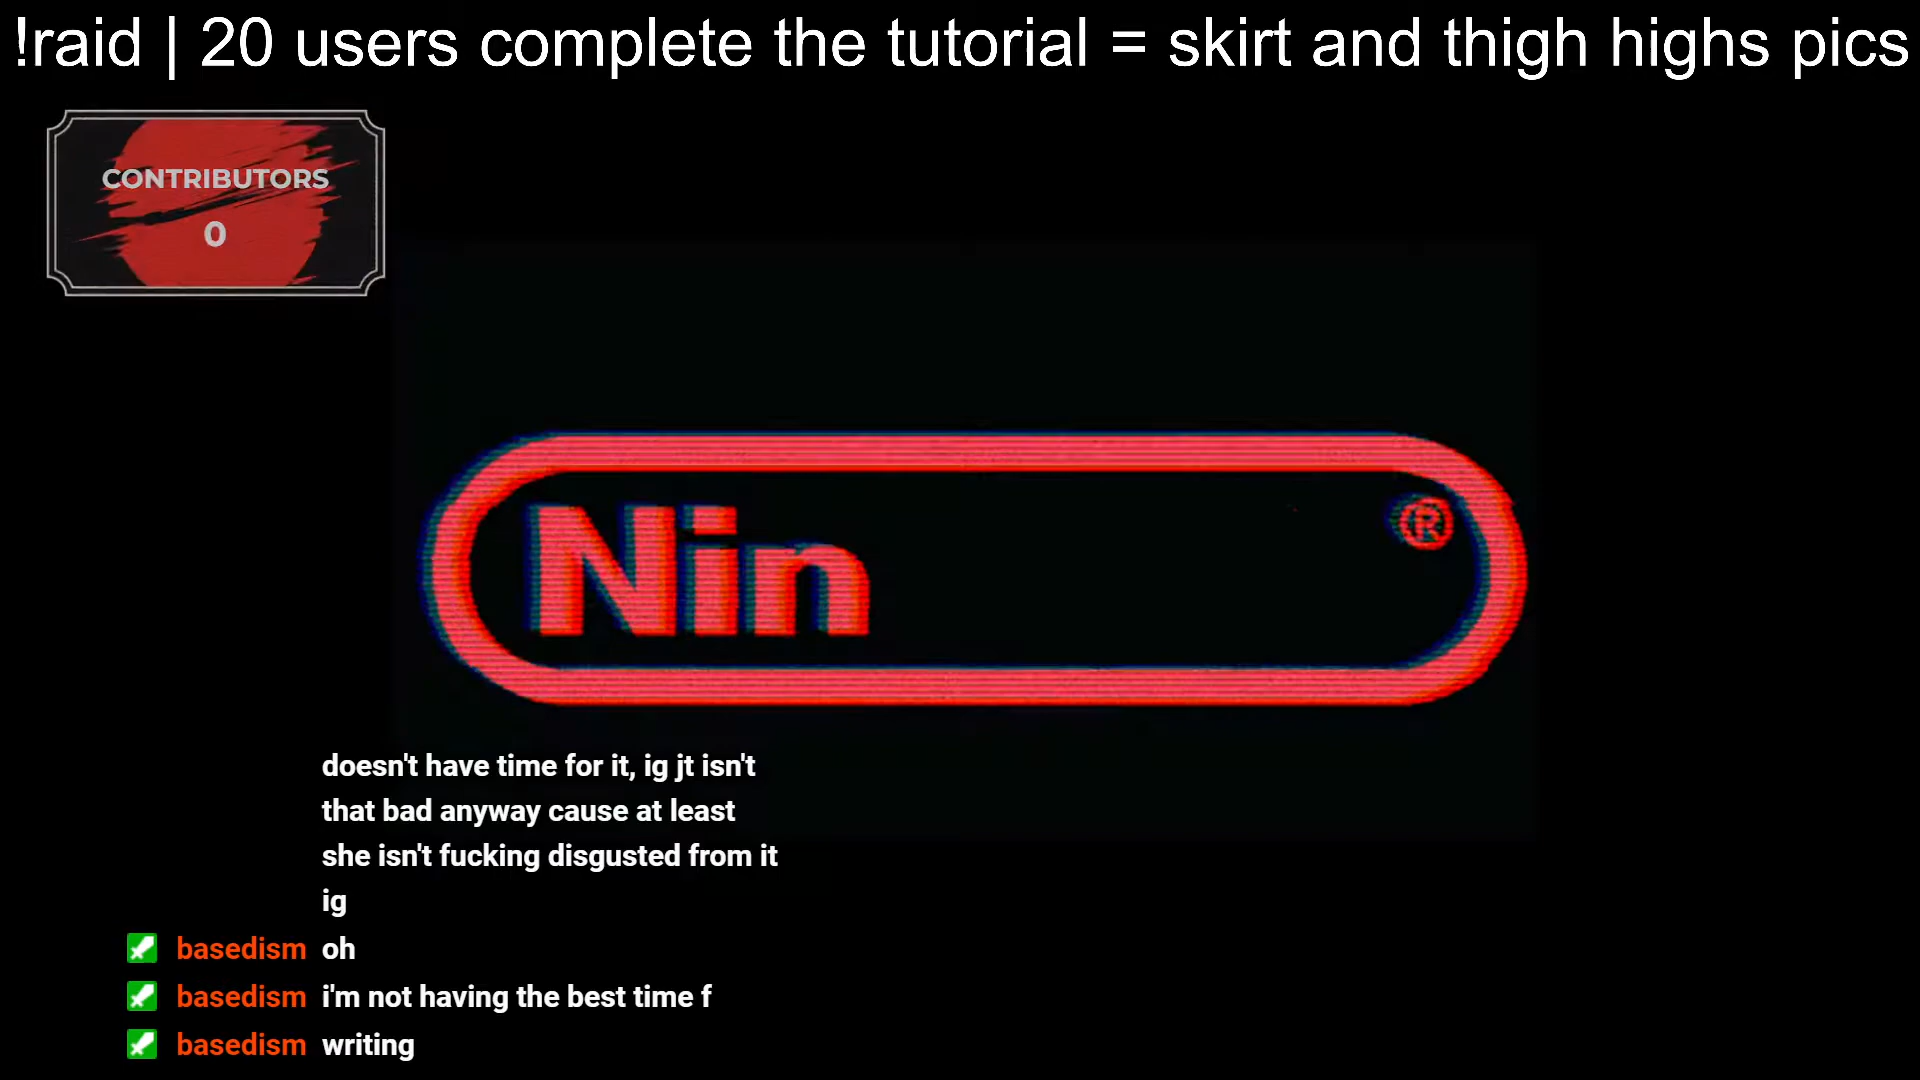 !raid | 20 users complete the tutorial = skirt and thigh highs pics
CONTRIBUTORS
0
Nin ®
doesn't have time for it, ig jt isn't
that bad anyway cause at least
she isn't fucking disgusted from it
ig
basedism oh
basedism i'm not having the best time f
basedism writing